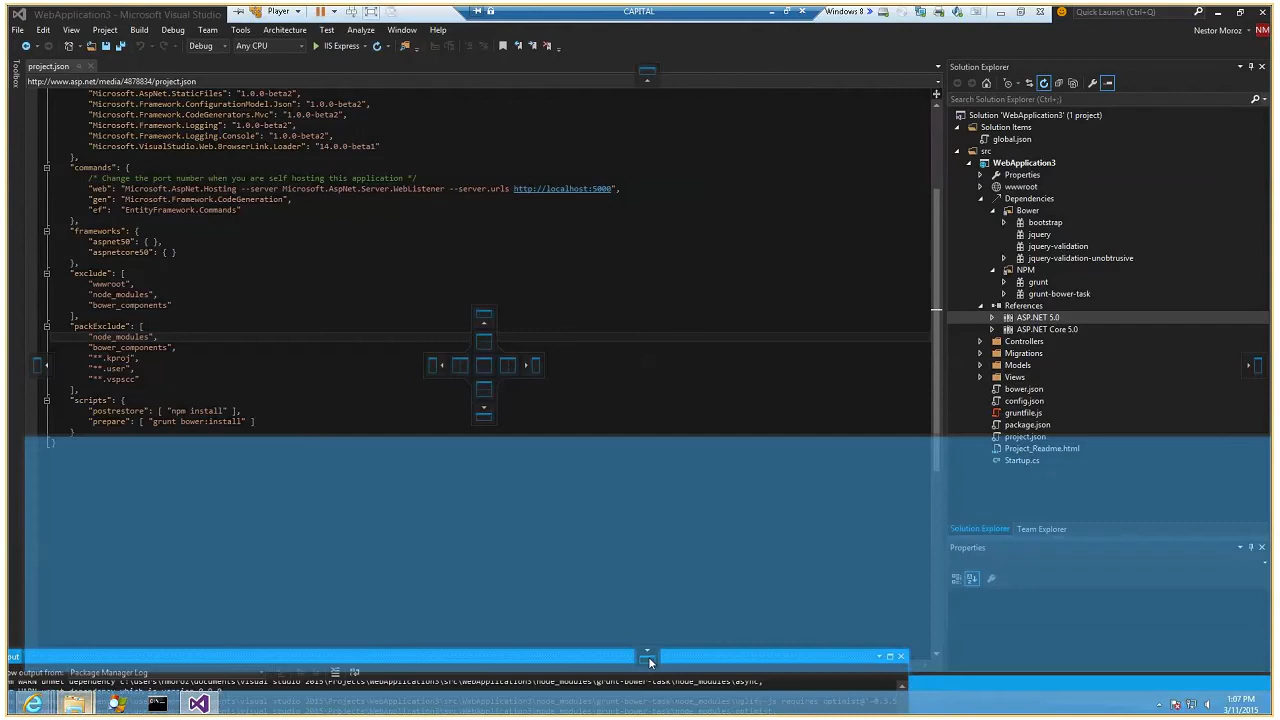 WebApplication3 - Microsoft Visual Studio
Player
CAPITAL
Windows 8
Quick Launch (Ctrl+Q)
File Edit View Project Build Debug Team Tools Architecture Test Analyze Window Help
Nestor Moroz NM
Debug Any CPU IIS Express
Toolbox
project.json
http://www.asp.net/media/4878834/project.json
"Microsoft.AspNet.StaticFiles": "1.0.0-beta2",
"Microsoft.Framework.ConfigurationModel.Json": "1.0.0-beta2",
"Microsoft.Framework.CodeGenerators.Mvc": "1.0.0-beta2",
"Microsoft.Framework.Logging": "1.0.0-beta2",
"Microsoft.Framework.Logging.Console": "1.0.0-beta2",
"Microsoft.VisualStudio.Web.BrowserLink.Loader": "14.0.0-beta1"
},
"commands": {
/* Change the port number when you are self hosting this application */
"web": "Microsoft.AspNet.Hosting --server Microsoft.AspNet.Server.WebListener --server.urls http://localhost:5000",
"gen": "Microsoft.Framework.CodeGeneration",
"ef": "EntityFramework.Commands"
},
"frameworks": {
"aspnet50": { },
"aspnetcore50": { }
},
"exclude": [
"wwwroot",
"node_modules",
"bower_components"
],
"packExclude": [
"node_modules",
"bower_components",
"**.kproj",
"**.user",
"**.vspscc"
],
"scripts": {
"postrestore": [ "npm install" ],
"prepare": [ "grunt bower:install" ]
}
}
Solution Explorer
Search Solution Explorer (Ctrl+;)
Solution 'WebApplication3' (1 project)
Solution Items
global.json
src
WebApplication3
Properties
wwwroot
Dependencies
Bower
bootstrap
jquery
jquery-validation
jquery-validation-unobtrusive
NPM
grunt
grunt-bower-task
References
ASP.NET 5.0
ASP.NET Core 5.0
Controllers
Migrations
Models
Views
bower.json
config.json
gruntfile.js
package.json
project.json
Project_Readme.html
Startup.cs
Solution Explorer Team Explorer
Properties
put
ow output from: Package Manager Log
1:07 PM
3/11/2015